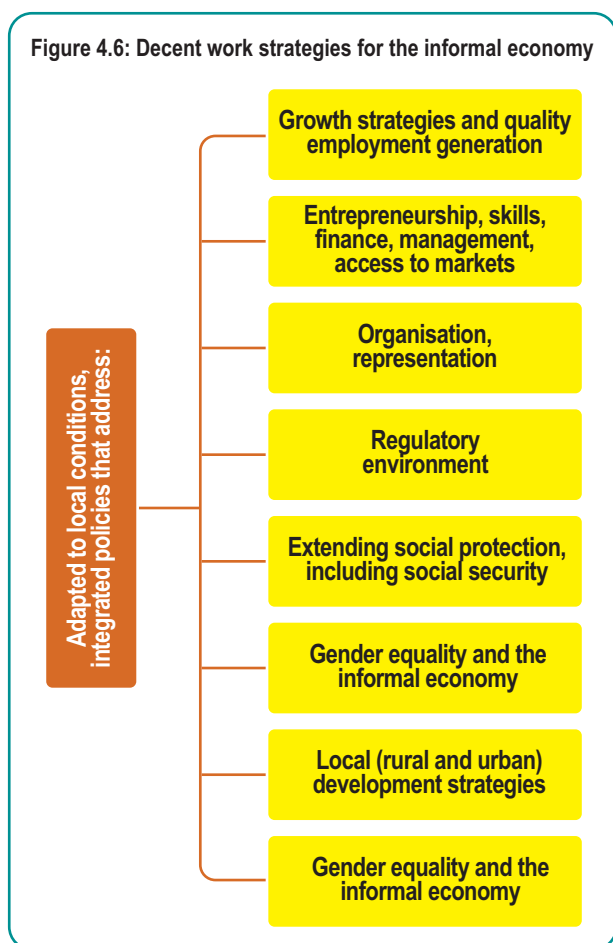 Figure 4.6: Decent work strategies for the informal economy
Growth strategies and quality
employment generation
Entrepreneurship, skills,
finance, management,
access to markets
Organisation,
representation
Adapted to local conditions,
integrated policies that address:
Regulatory
environment
Extending social protection,
including social security
Gender equality and the
informal economy
Local (rural and urban)
development strategies
Gender equality and the
informal economy